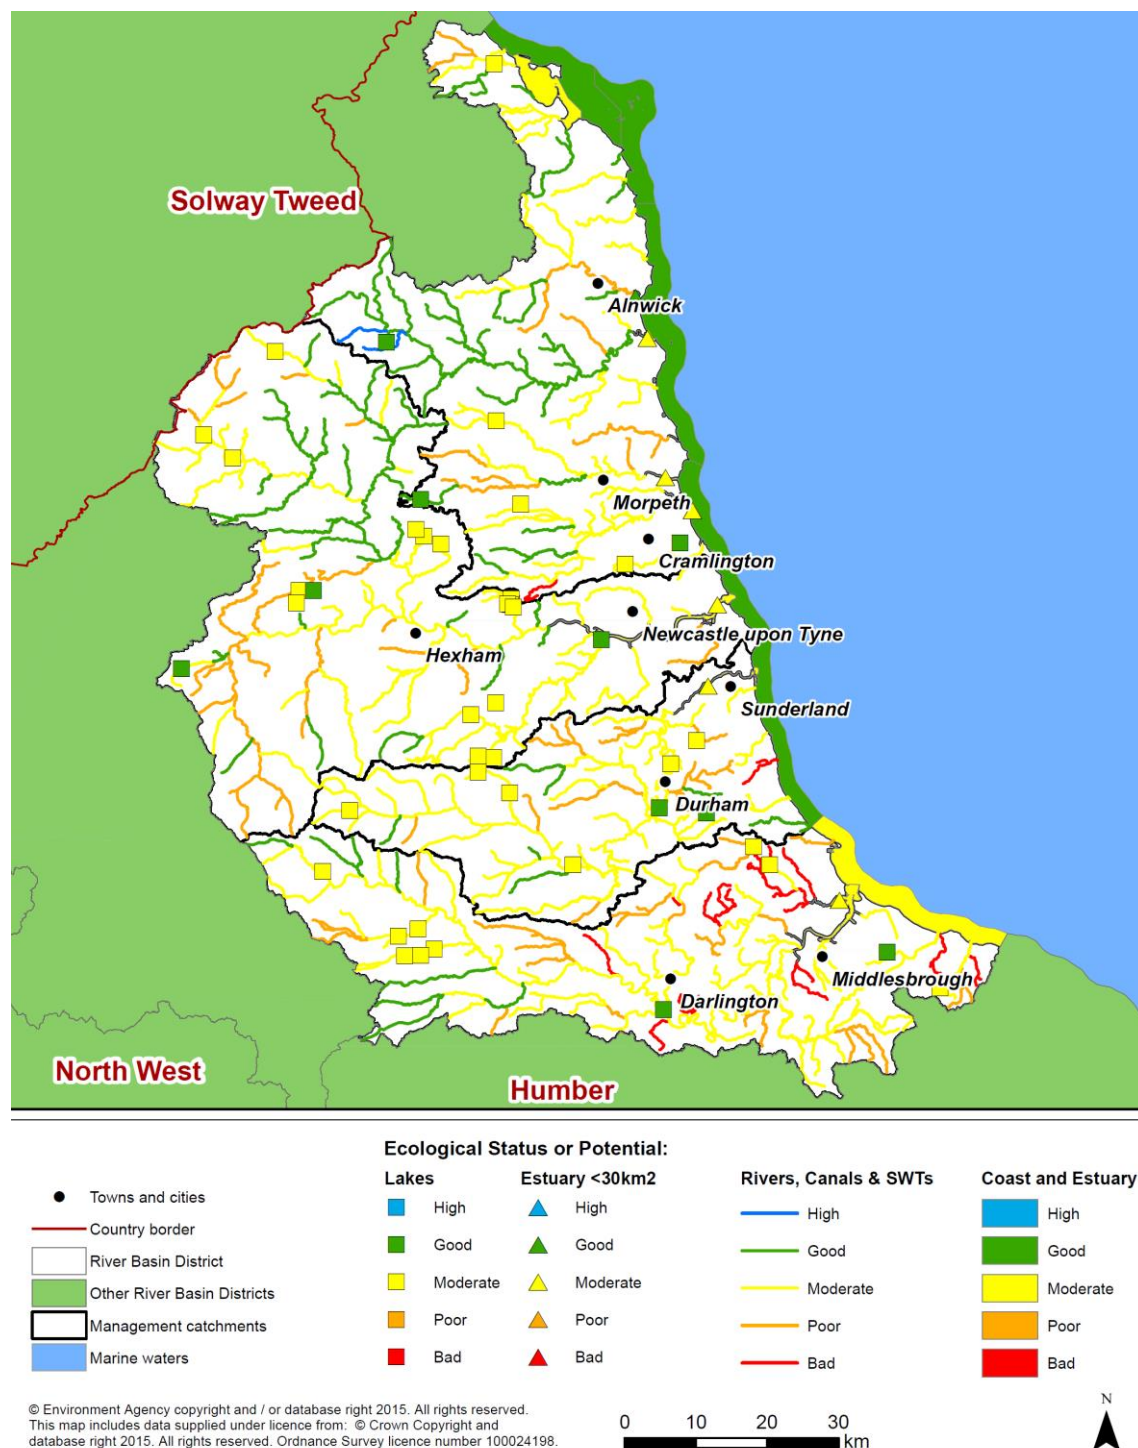 Solway Tweed
Alnwick
Morpeth
Cramlington
Newcastle upon Tyne
Hexham
Sunderland
Durham
Middlesbrough
Darlington
North West
Humber
Ecological Status or Potential:
Lakes
Estuary <30km2
Rivers, Canals & SWTs
Coast and Estuary
Towns and cities
Country border
River Basin District
Other River Basin Districts
Management catchments
Marine waters
High
Good
Moderate
Poor
Bad
High
Good
Moderate
Poor
Bad
High
Good
Moderate
Poor
Bad
High
Good
Moderate
Poor
Bad
© Environment Agency copyright and / or database right 2015. All rights reserved.
This map includes data supplied under licence from: © Crown Copyright and
database right 2015. All rights reserved. Ordnance Survey licence number 100024198.
0 10 20 30
km
N